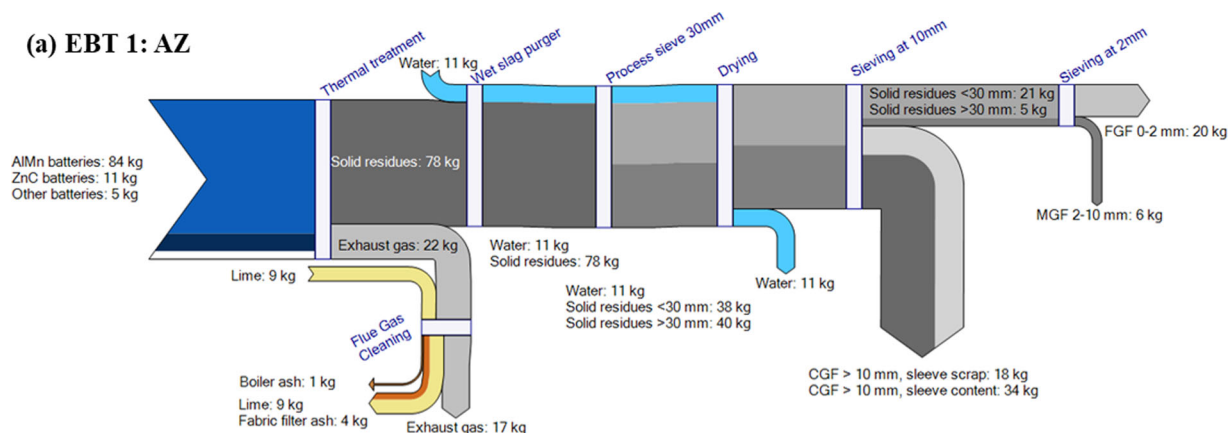 (a) EBT 1: AZ
Thermal treatment
Wet slag purger
Process sieve 30mm
Drying
Sieving at 10mm
Sieving at 2mm
Water: 11 kg
AlMn batteries: 84 kg
ZnC batteries: 11 kg
Other batteries: 5 kg
Solid residues: 78 kg
Solid residues <30 mm: 21 kg
Solid residues >30 mm: 5 kg
FGF 0-2 mm: 20 kg
MGF 2-10 mm: 6 kg
Exhaust gas: 22 kg
Water: 11 kg
Solid residues: 78 kg
Lime: 9 kg
Water: 11 kg
Solid residues <30 mm: 38 kg
Solid residues >30 mm: 40 kg
Water: 11 kg
Flue Gas
Cleaning
CGF > 10 mm, sleeve scrap: 18 kg
CGF > 10 mm, sleeve content: 34 kg
Boiler ash: 1 kg
Lime: 9 kg
Fabric filter ash: 4 kg
Exhaust gas: 17 kg